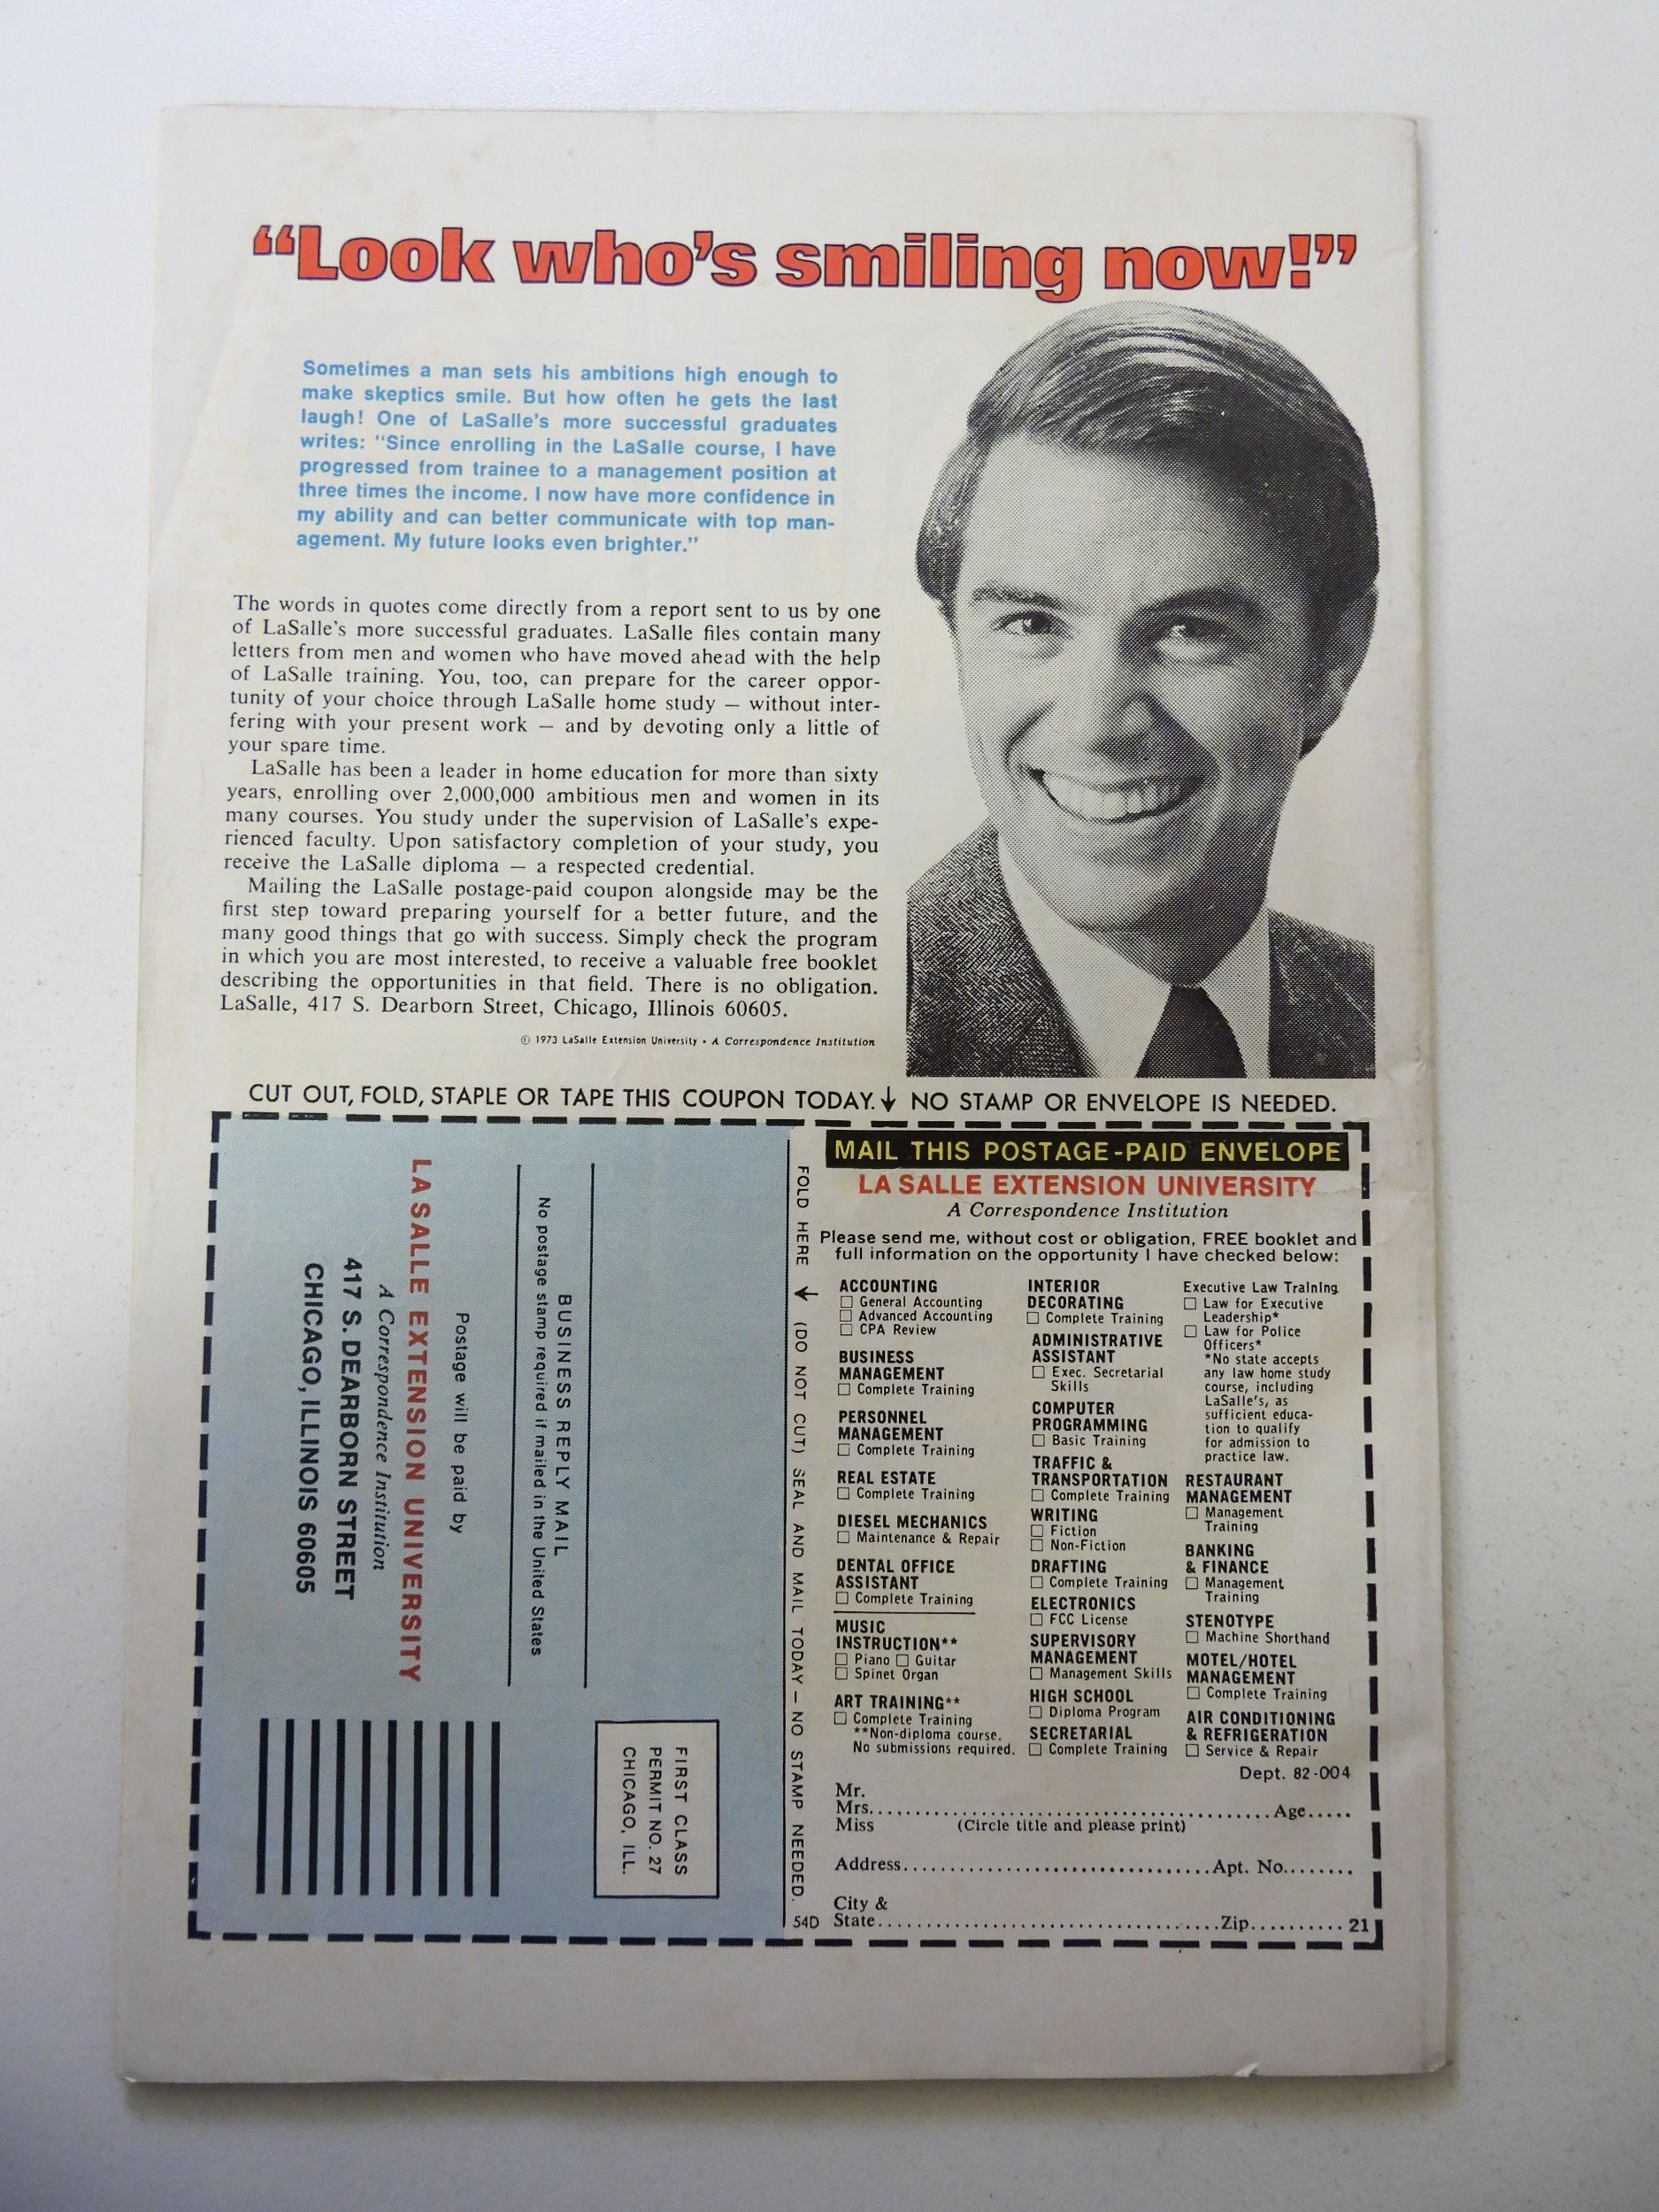 “Look who’s smiling now!”
Sometimes a man sets his ambitions high enough to
make skeptics smile. But how often he gets the last
laugh! One of LaSalle’s more successful graduates
writes: “Since enrolling in the LaSalle course, I have
progressed from trainee to a management position at
three times the income. I now have more confidence in
my ability and can better communicate with top man-
agement. My future looks even brighter.”
The words in quotes come directly from a report sent to us by one
of LaSalle’s more successful graduates. LaSalle files contain many
letters from men and women who have moved ahead with the help
of LaSalle training. You, too, can prepare for the career oppor-
tunity of your choice through LaSalle home study — without inter-
fering with your present work — and by devoting only a little of
your spare time.
LaSalle has been a leader in home education for more than sixty
years, enrolling over 2,000,000 ambitious men and women in its
many courses. You study under the supervision of LaSalle’s expe-
rienced faculty. Upon satisfactory completion of your study, you
receive the LaSalle diploma — a respected credential.
Mailing the LaSalle postage-paid coupon alongside may be the
first step toward preparing yourself for a better future, and the
many good things that go with success. Simply check the program
in which you are most interested, to receive a valuable free booklet
describing the opportunities in that field. There is no obligation.
LaSalle, 417 S. Dearborn Street, Chicago, Illinois 60605.
© 1973 LaSalle Extension University • A Correspondence Institution
CUT OUT, FOLD, STAPLE OR TAPE THIS COUPON TODAY. ↓ NO STAMP OR ENVELOPE IS NEEDED.
BUSINESS REPLY MAIL
No postage stamp required if mailed in the United States
Postage will be paid by
LA SALLE EXTENSION UNIVERSITY
A Correspondence Institution
417 S. DEARBORN STREET
CHICAGO, ILLINOIS 60605
FIRST CLASS
PERMIT NO. 27
CHICAGO, ILL.
FOLD HERE ← (DO NOT CUT) SEAL AND MAIL TODAY — NO STAMP NEEDED.
54D
MAIL THIS POSTAGE-PAID ENVELOPE
LA SALLE EXTENSION UNIVERSITY
A Correspondence Institution
Please send me, without cost or obligation, FREE booklet and
full information on the opportunity I have checked below:
ACCOUNTING
☐ General Accounting
☐ Advanced Accounting
☐ CPA Review
BUSINESS
MANAGEMENT
☐ Complete Training
PERSONNEL
MANAGEMENT
☐ Complete Training
REAL ESTATE
☐ Complete Training
DIESEL MECHANICS
☐ Maintenance & Repair
DENTAL OFFICE
ASSISTANT
☐ Complete Training
MUSIC
INSTRUCTION**
☐ Piano ☐ Guitar
☐ Spinet Organ
ART TRAINING**
☐ Complete Training
**Non-diploma course.
No submissions required.
INTERIOR
DECORATING
☐ Complete Training
ADMINISTRATIVE
ASSISTANT
☐ Exec. Secretarial
Skills
COMPUTER
PROGRAMMING
☐ Basic Training
TRAFFIC &
TRANSPORTATION
☐ Complete Training
WRITING
☐ Fiction
☐ Non-Fiction
DRAFTING
☐ Complete Training
ELECTRONICS
☐ FCC License
SUPERVISORY
MANAGEMENT
☐ Management Skills
HIGH SCHOOL
☐ Diploma Program
SECRETARIAL
☐ Complete Training
Executive Law Training
☐ Law for Executive
Leadership*
☐ Law for Police
Officers*
*No state accepts
any law home study
course, including
LaSalle’s, as
sufficient educa-
tion to qualify
for admission to
practice law.
RESTAURANT
MANAGEMENT
☐ Management
Training
BANKING
& FINANCE
☐ Management
Training
STENOTYPE
☐ Machine Shorthand
MOTEL/HOTEL
MANAGEMENT
☐ Complete Training
AIR CONDITIONING
& REFRIGERATION
☐ Service & Repair
Dept. 82-004
Mr.
Mrs. ........................................ Age.....
Miss (Circle title and please print)
Address................................ Apt. No........
City &
State.................................... Zip.......... 21